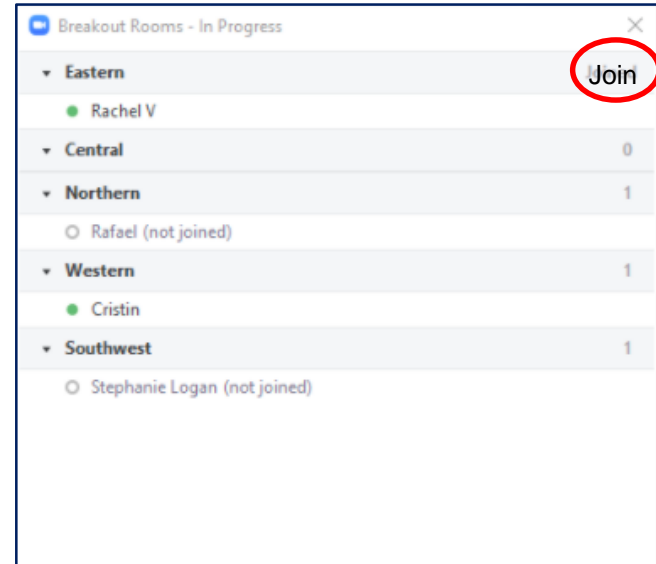 Breakout Rooms - In Progress
Eastern Join
Rachel V
Central 0
Northern 1
Rafael (not joined)
Western 1
Cristin
Southwest 1
Stephanie Logan (not joined)